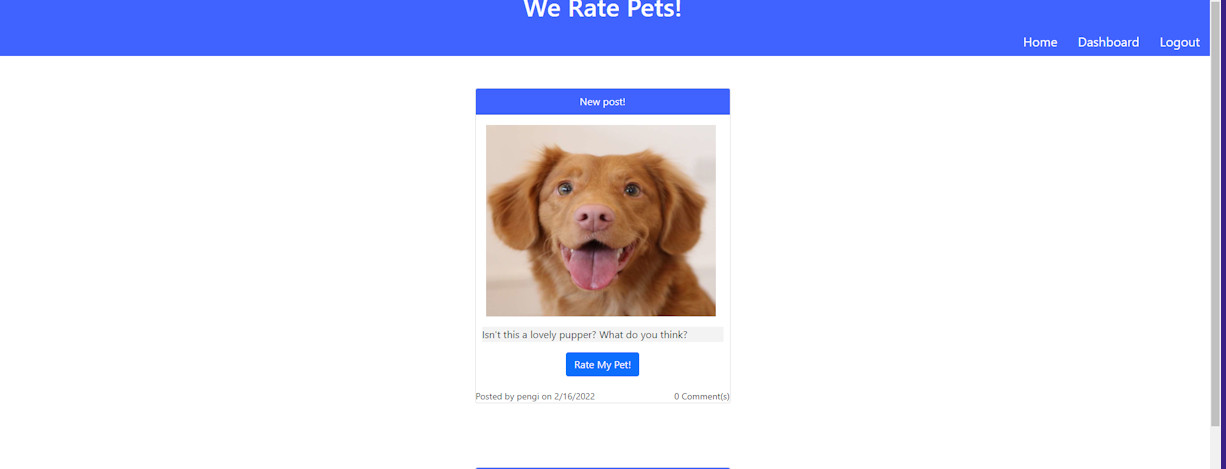 We Rate Pets!
Home Dashboard Logout
New post!
Isn't this a lovely pupper? What do you think?
Rate My Pet!
Posted by pengi on 2/16/2022 0 Comment(s)